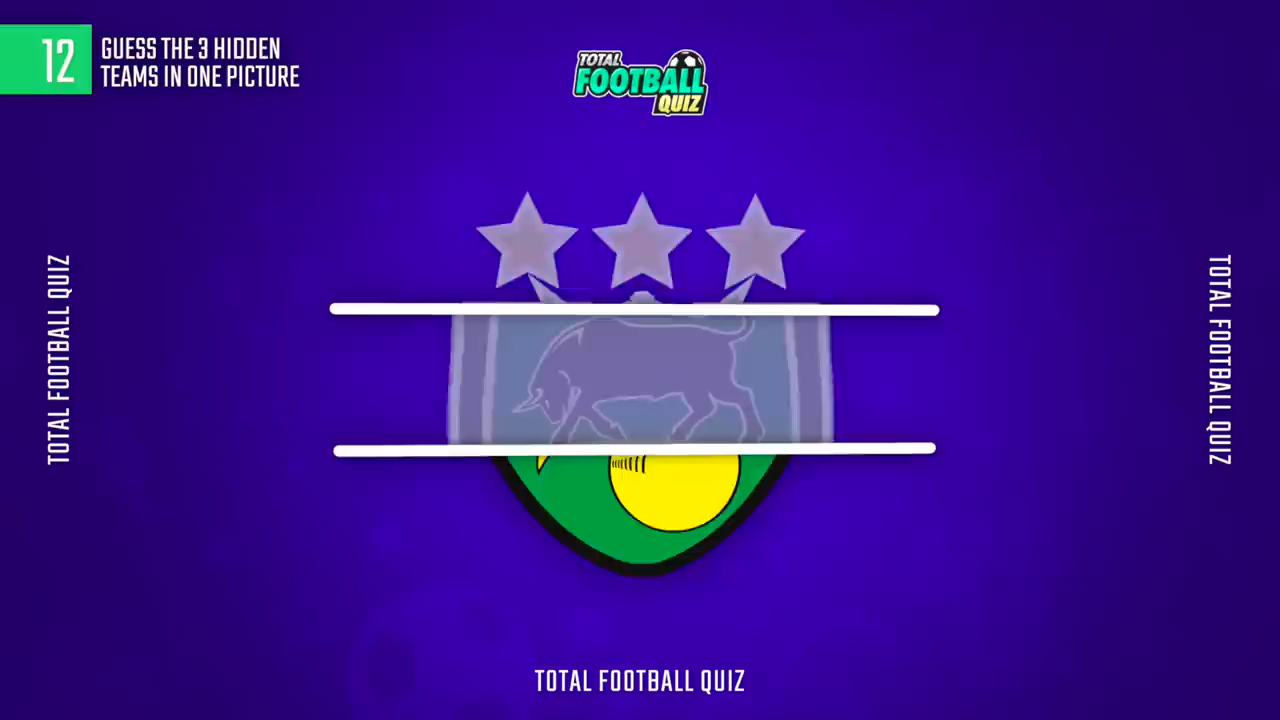 12
GUESS THE 3 HIDDEN
TEAMS IN ONE PICTURE
TOTAL
FOOTBALL
QUIZ
TOTAL FOOTBALL QUIZ
TOTAL FOOTBALL QUIZ
TOTAL FOOTBALL QUIZ